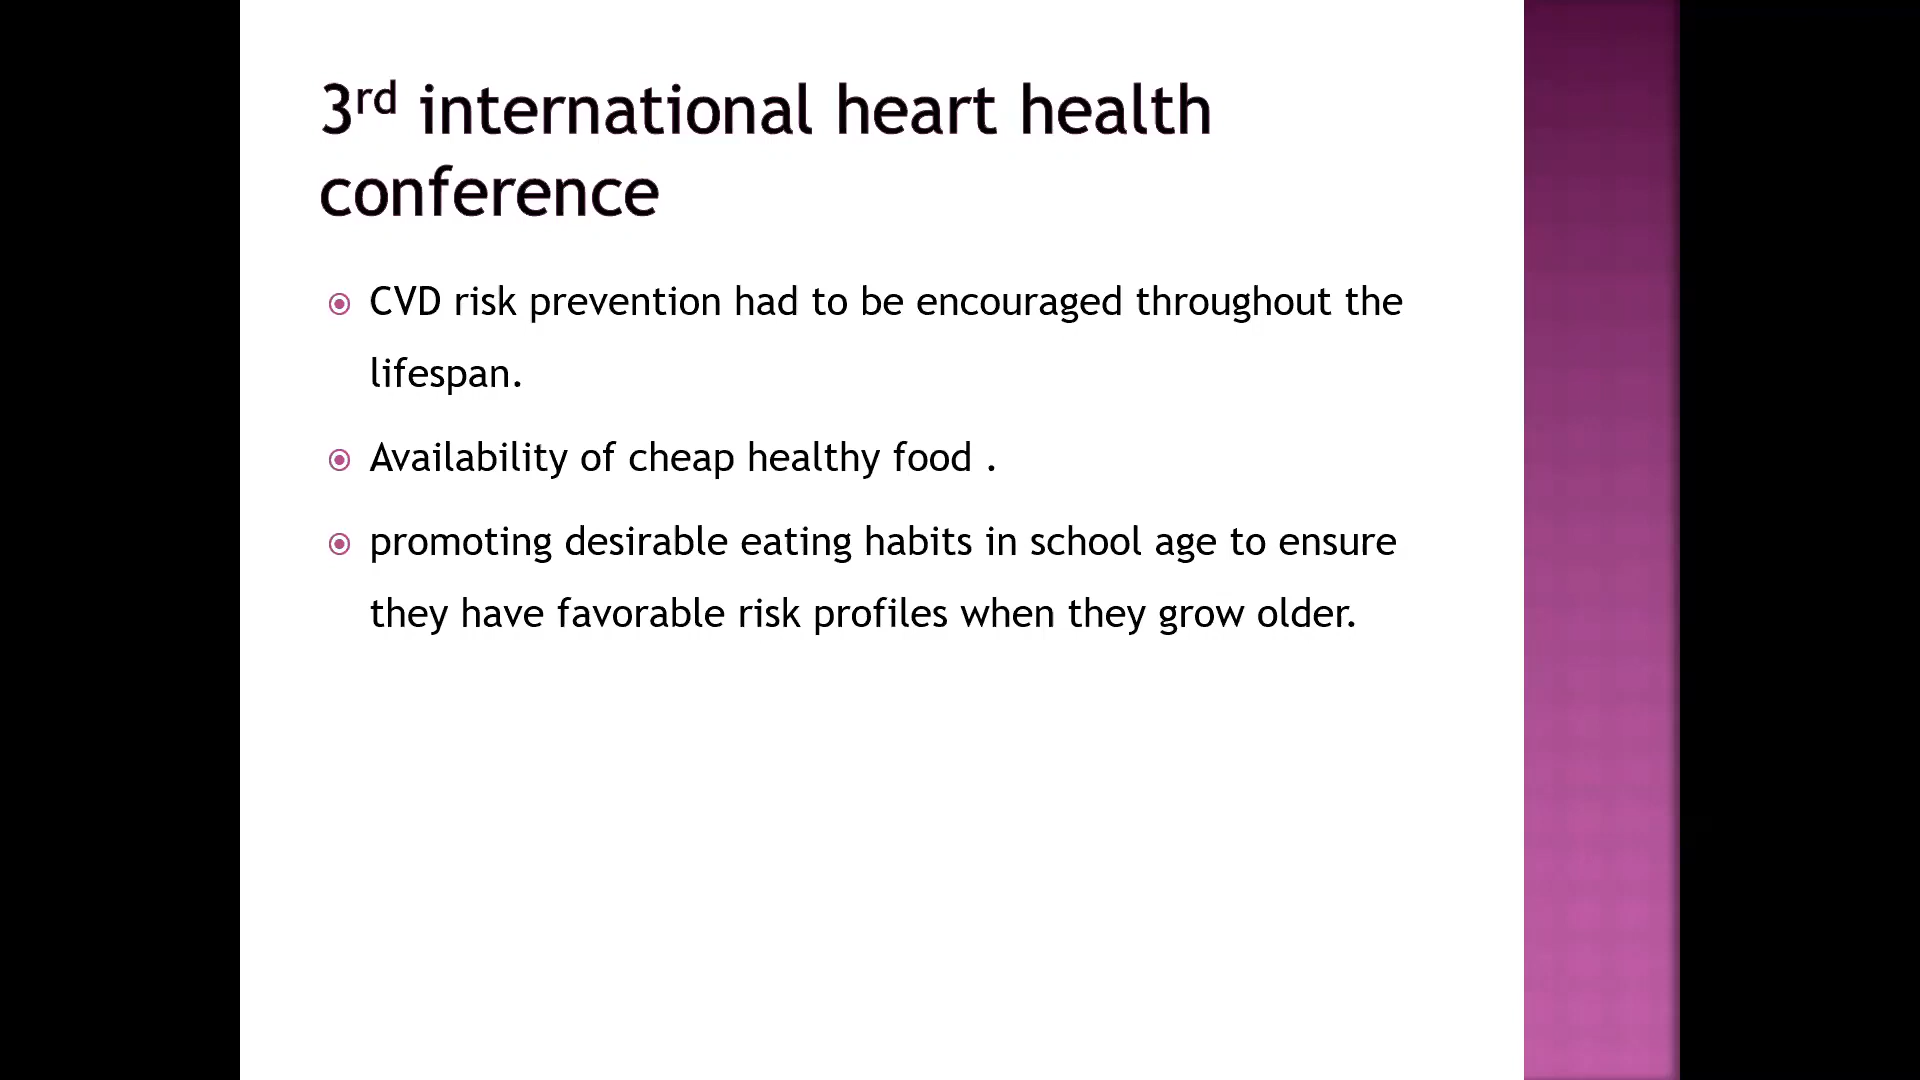 3rd international heart health
conference
CVD risk prevention had to be encouraged throughout the
lifespan.
Availability of cheap healthy food .
promoting desirable eating habits in school age to ensure
they have favorable risk profiles when they grow older.